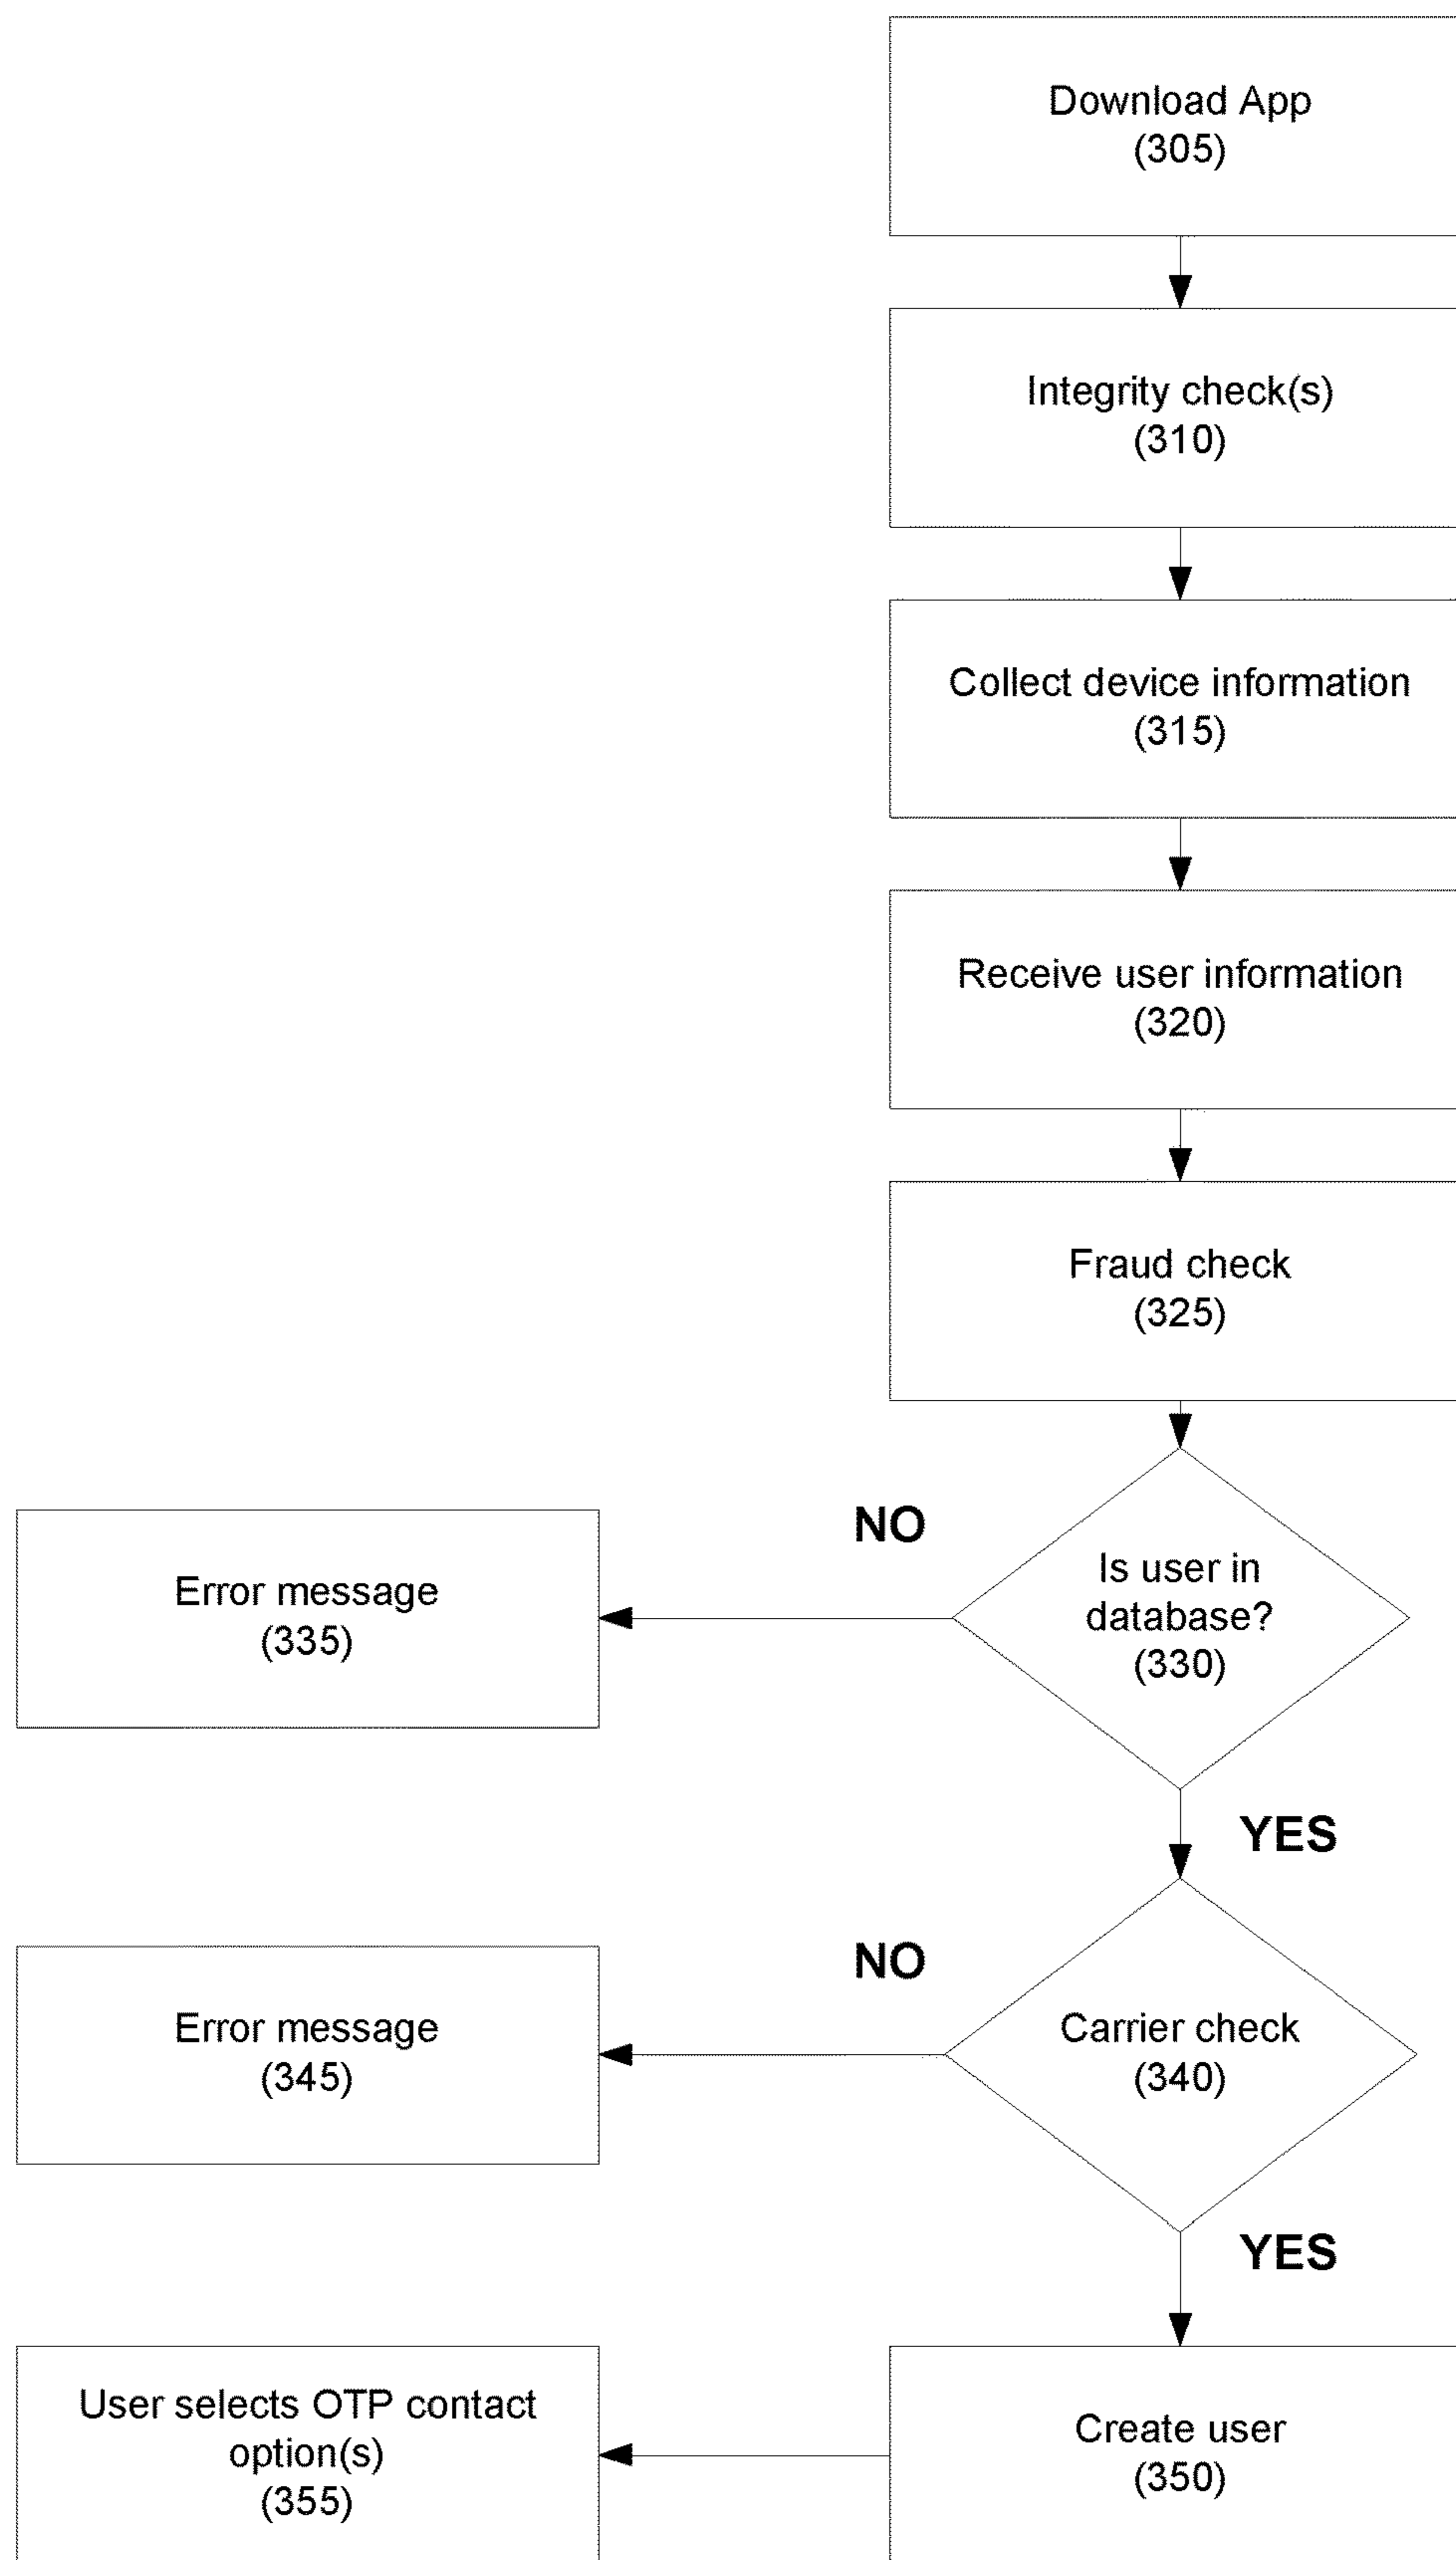 Download App
(305)
Integrity check(s)
(310)
Collect device information
(315)
Receive user information
(320)
Fraud check
(325)
Is user in
database?
(330)
NO
Error message
(335)
YES
Carrier check
(340)
NO
Error message
(345)
YES
Create user
(350)
User selects OTP contact
option(s)
(355)